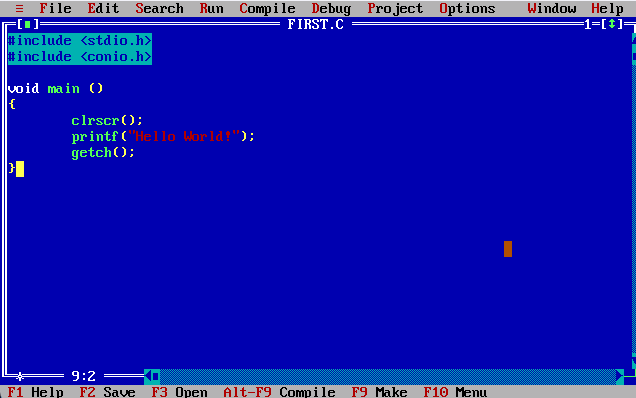 ≡ File Edit Search Run Compile Debug Project Options Window Help
[■] FIRST.C 1=[↕]
#include <stdio.h>
#include <conio.h>
void main ()
{
clrscr();
printf("Hello World!");
getch();
}
9:2
F1 Help F2 Save F3 Open Alt-F9 Compile F9 Make F10 Menu